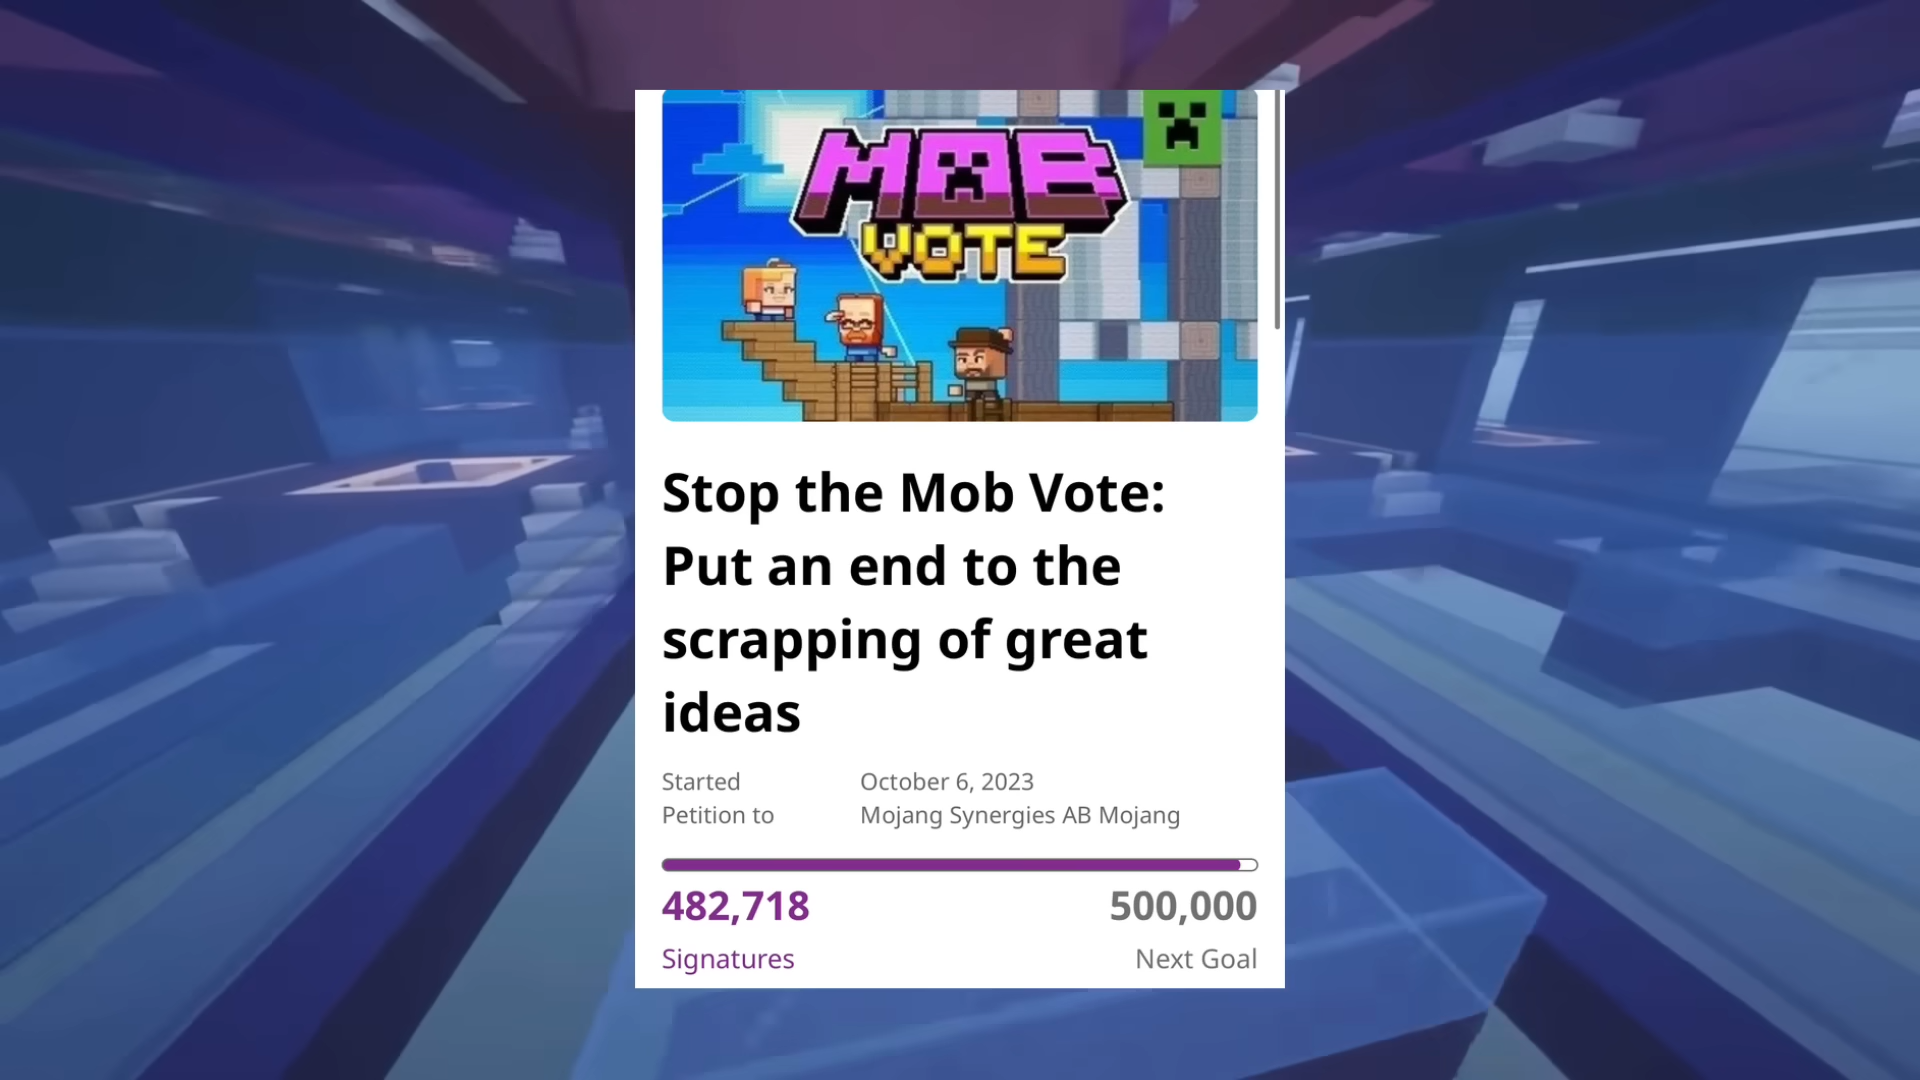 MOB
VOTE
Stop the Mob Vote:
Put an end to the
scrapping of great
ideas
Started October 6, 2023
Petition to Mojang Synergies AB Mojang
482,718 500,000
Signatures Next Goal